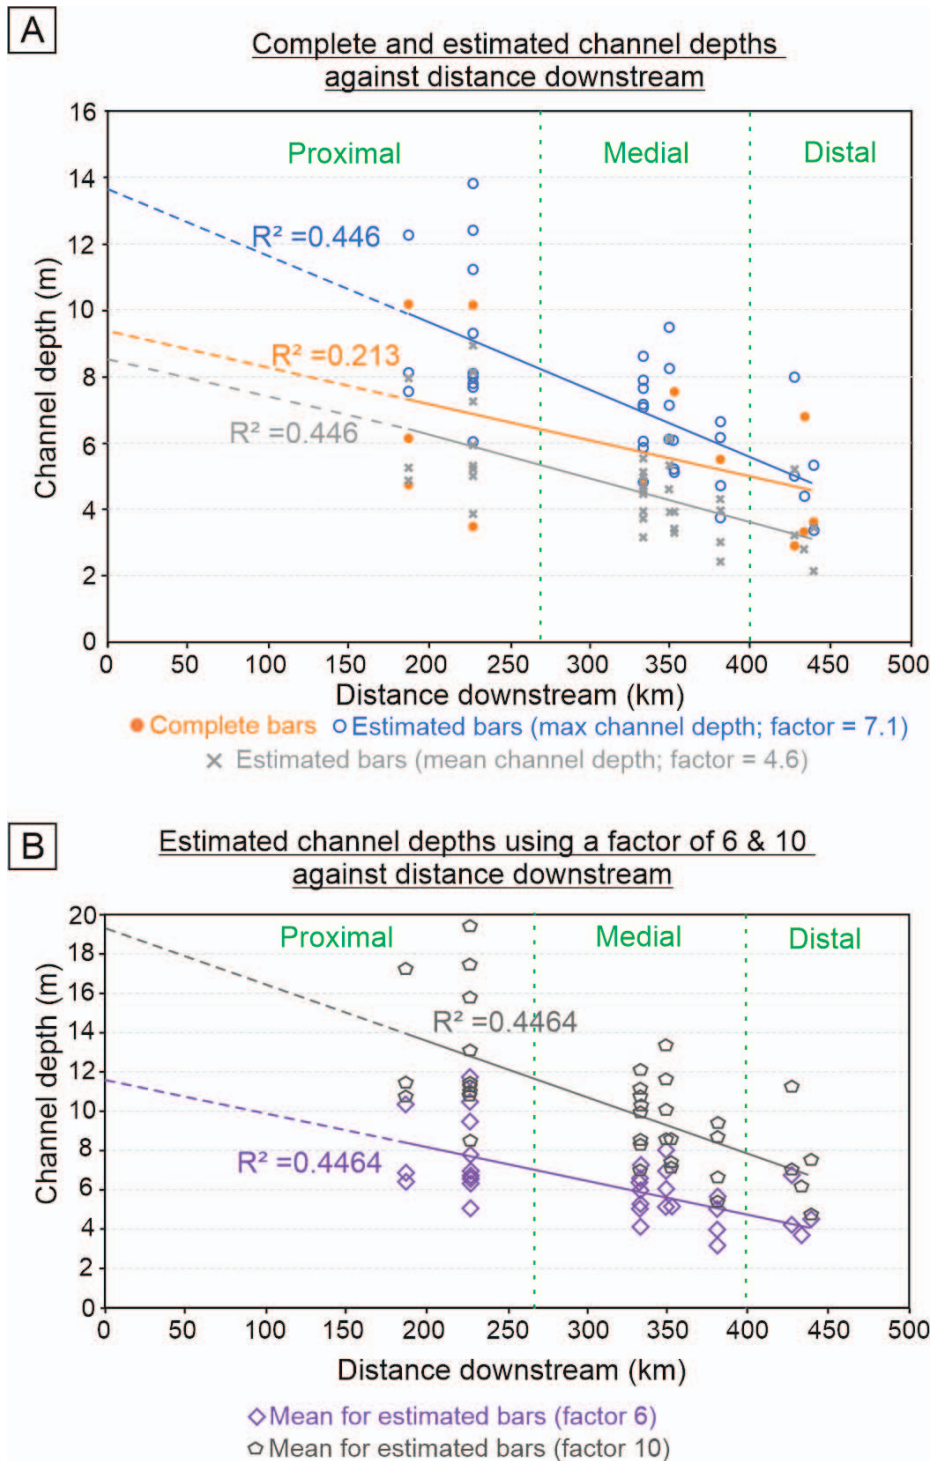 A
Complete and estimated channel depths
against distance downstream
16
14
12
10
8
6
4
2
0
Channel depth (m)
Proximal
Medial
Distal
R² =0.446
R² =0.213
R² =0.446
0 50 100 150 200 250 300 350 400 450 500
Distance downstream (km)
Complete bars Estimated bars (max channel depth; factor = 7.1)
Estimated bars (mean channel depth; factor = 4.6)
B
Estimated channel depths using a factor of 6 & 10
against distance downstream
20
18
16
14
12
10
8
6
4
2
0
Channel depth (m)
Proximal
Medial
Distal
R² =0.4464
R² =0.4464
0 50 100 150 200 250 300 350 400 450 500
Distance downstream (km)
Mean for estimated bars (factor 6)
Mean for estimated bars (factor 10)